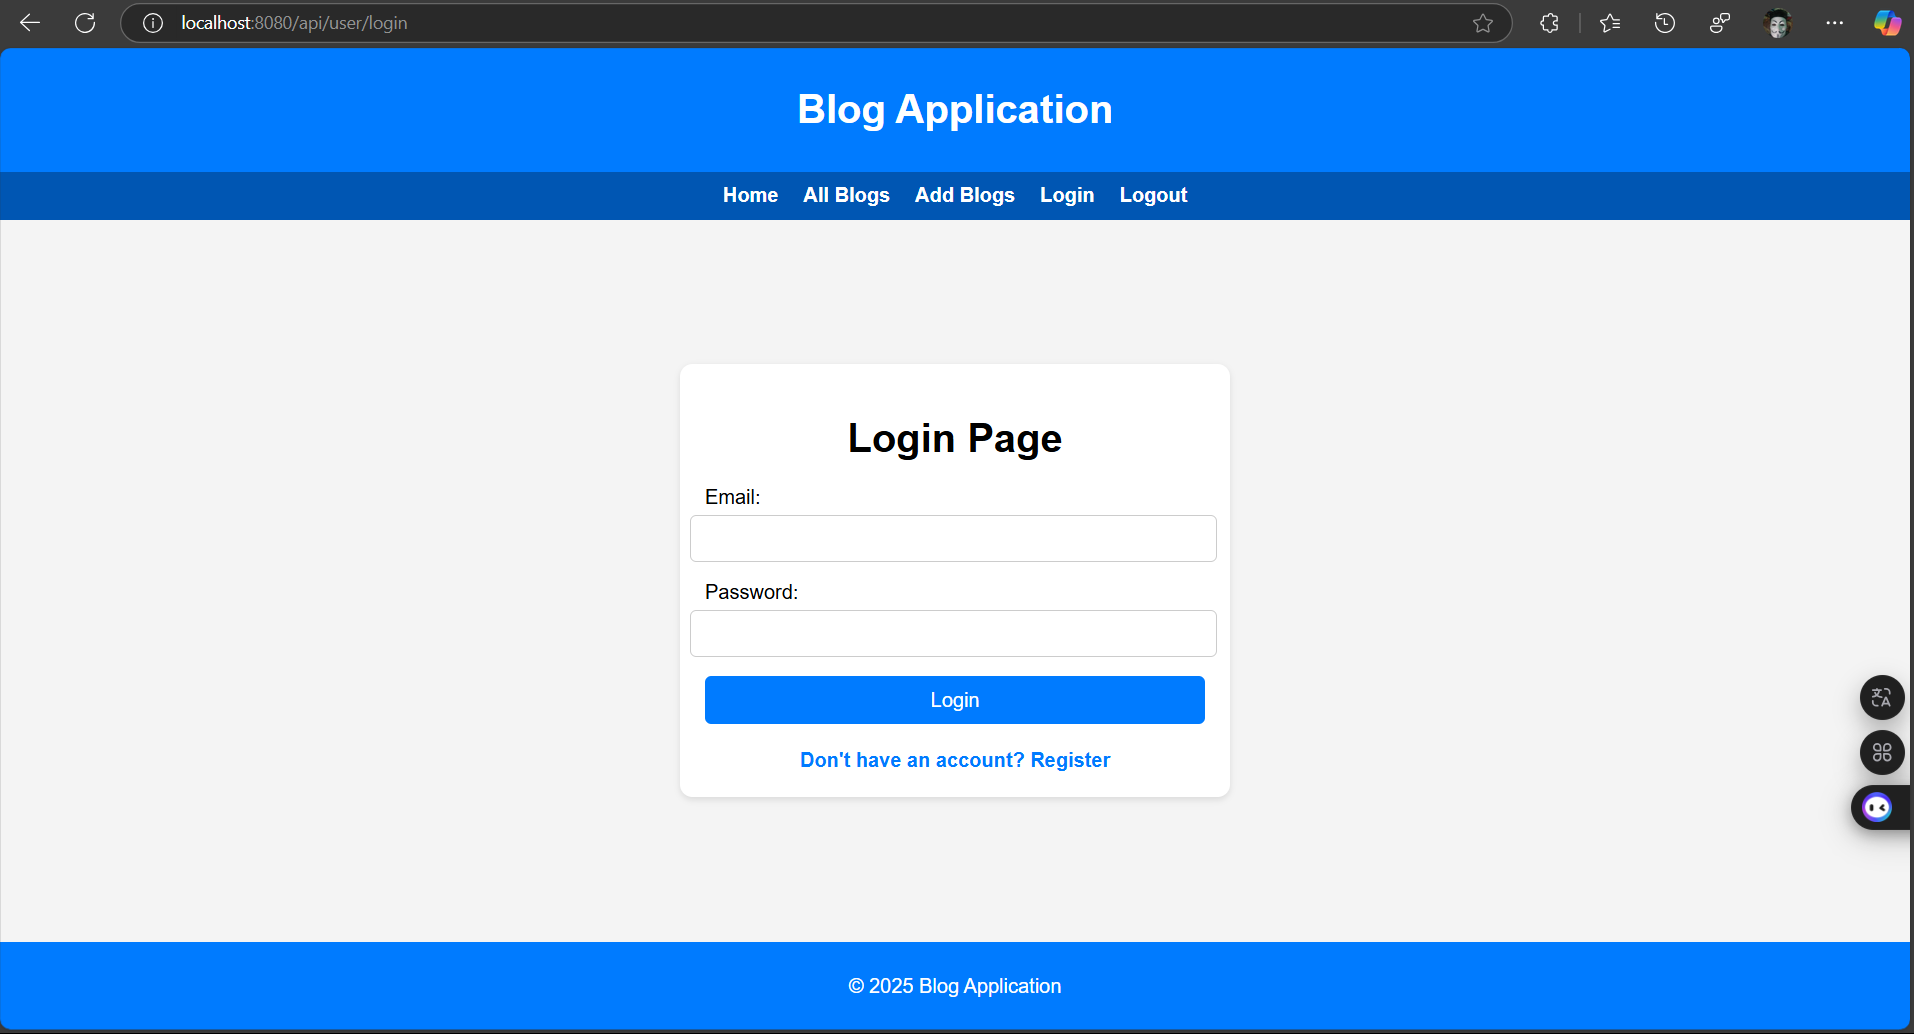 localhost:8080/api/user/login
Blog Application
Home All Blogs Add Blogs Login Logout
Login Page
Email:
Password:
Login
Don't have an account? Register
© 2025 Blog Application